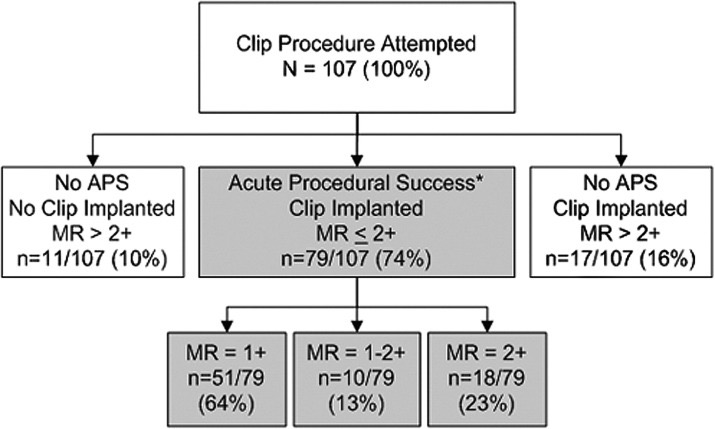 Clip Procedure Attempted
N = 107 (100%)
No APS
No Clip Implanted
MR > 2+
n=11/107 (10%)
Acute Procedural Success*
Clip Implanted
MR ≤ 2+
n=79/107 (74%)
No APS
Clip Implanted
MR > 2+
n=17/107 (16%)
MR = 1+
n=51/79
(64%)
MR = 1-2+
n=10/79
(13%)
MR = 2+
n=18/79
(23%)